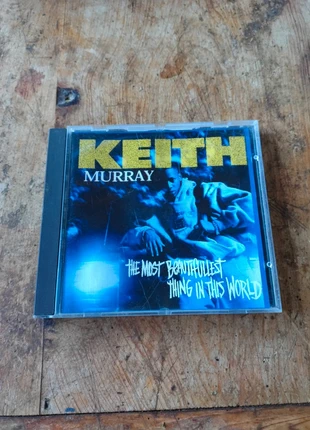 KEITH
MURRAY
THE MOST BEAUTIFULLEST
THING IN THIS WORLD